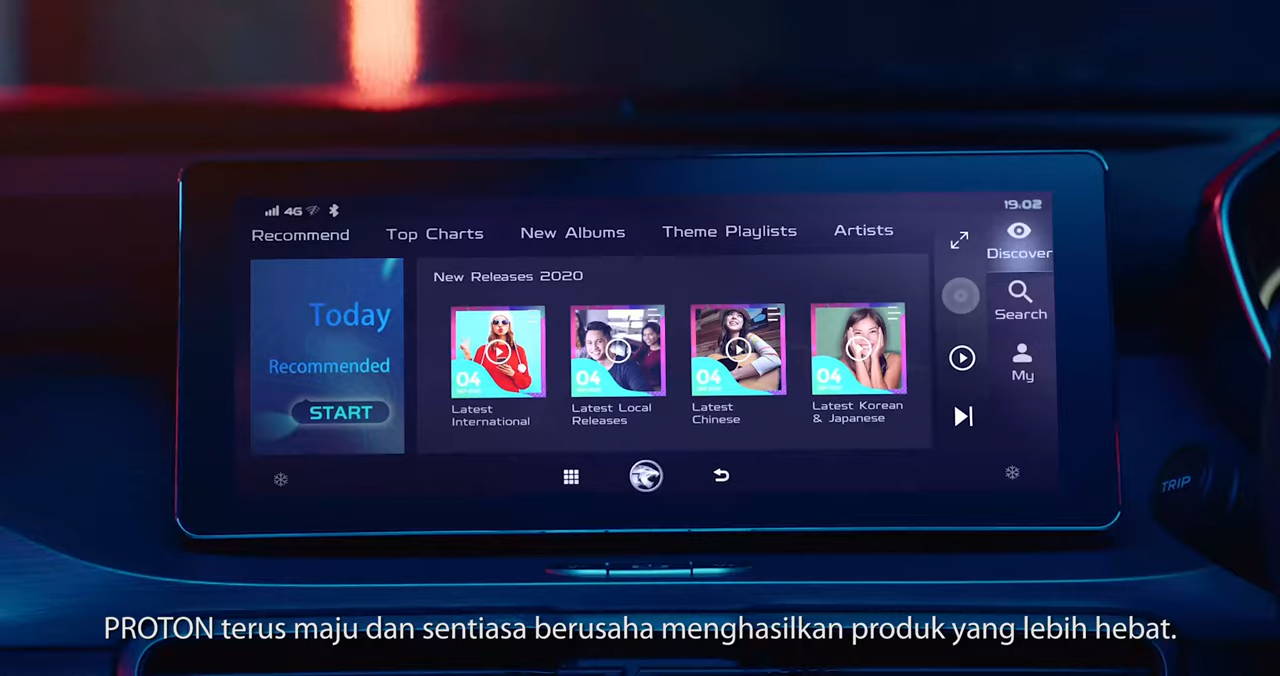 4G
19.02
Recommend
Top Charts
New Albums
Theme Playlists
Artists
Discover
Search
My
Today
Recommended
START
New Releases 2020
04
Latest
International
04
Latest Local
Releases
04
Latest
Chinese
04
Latest Korean
& Japanese
TRIP
PROTON terus maju dan sentiasa berusaha menghasilkan produk yang lebih hebat.